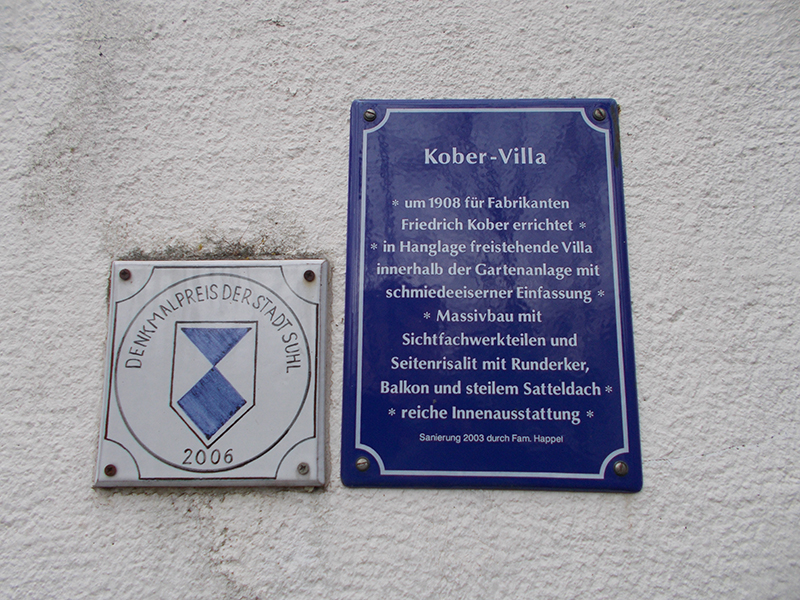 DENKMALPREIS DER STADT SUHL
2006
Kober-Villa
* um 1908 für Fabrikanten
Friedrich Kober errichtet *
* in Hanglage freistehende Villa
innerhalb der Gartenanlage mit
schmiedeeiserner Einfassung *
* Massivbau mit
Sichtfachwerkteilen und
Seitenrisalit mit Runderker,
Balkon und steilem Satteldach *
* reiche Innenausstattung *
Sanierung 2003 durch Fam. Happel